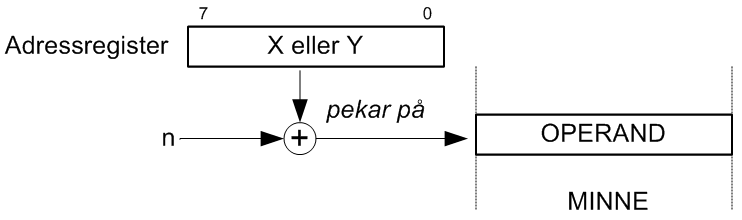 7 0
Adressregister X eller Y
pekar på
n + OPERAND
MINNE